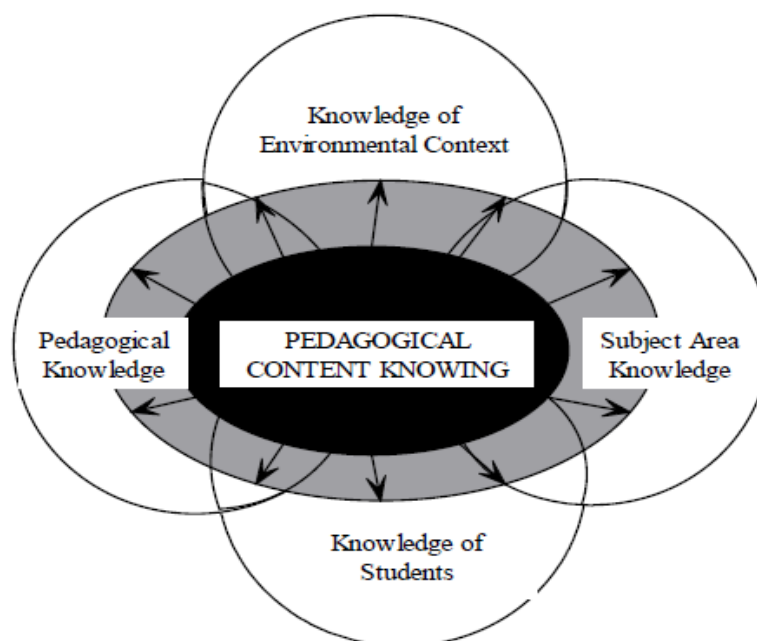 Knowledge of
Environmental Context
Pedagogical
Knowledge
PEDAGOGICAL
CONTENT KNOWING
Subject Area
Knowledge
Knowledge of
Students